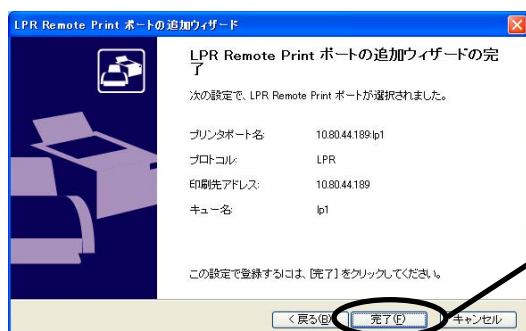 LPR Remote Print ポートの追加ウィザード
LPR Remote Print ポートの追加ウィザードの完
了
次の設定で、LPR Remote Print ポートが選択されました。
プリンタポート名: 10.80.44.189:lp1
プロトコル: LPR
印刷先アドレス: 10.80.44.189
キュー名: lp1
この設定で登録するには、[完了] をクリックしてください。
< 戻る(B) 完了(F) キャンセル